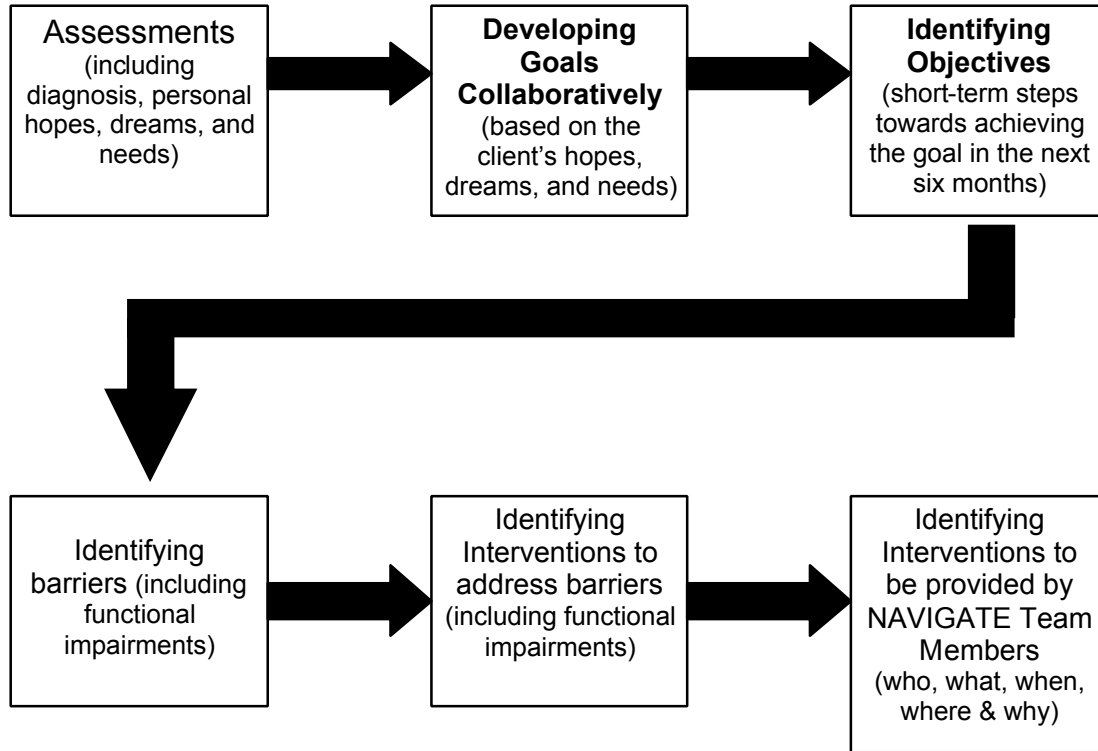 Assessments
(including
diagnosis, personal
hopes, dreams, and
needs)
Developing
Goals
Collaboratively
(based on the
client's hopes,
dreams, and needs)
Identifying
Objectives
(short-term steps
towards achieving
the goal in the next
six months)
Identifying
barriers (including
functional
impairments)
Identifying
Interventions to
address barriers
(including functional
impairments)
Identifying
Interventions to
be provided by
NAVIGATE Team
Members
(who, what, when,
where & why)